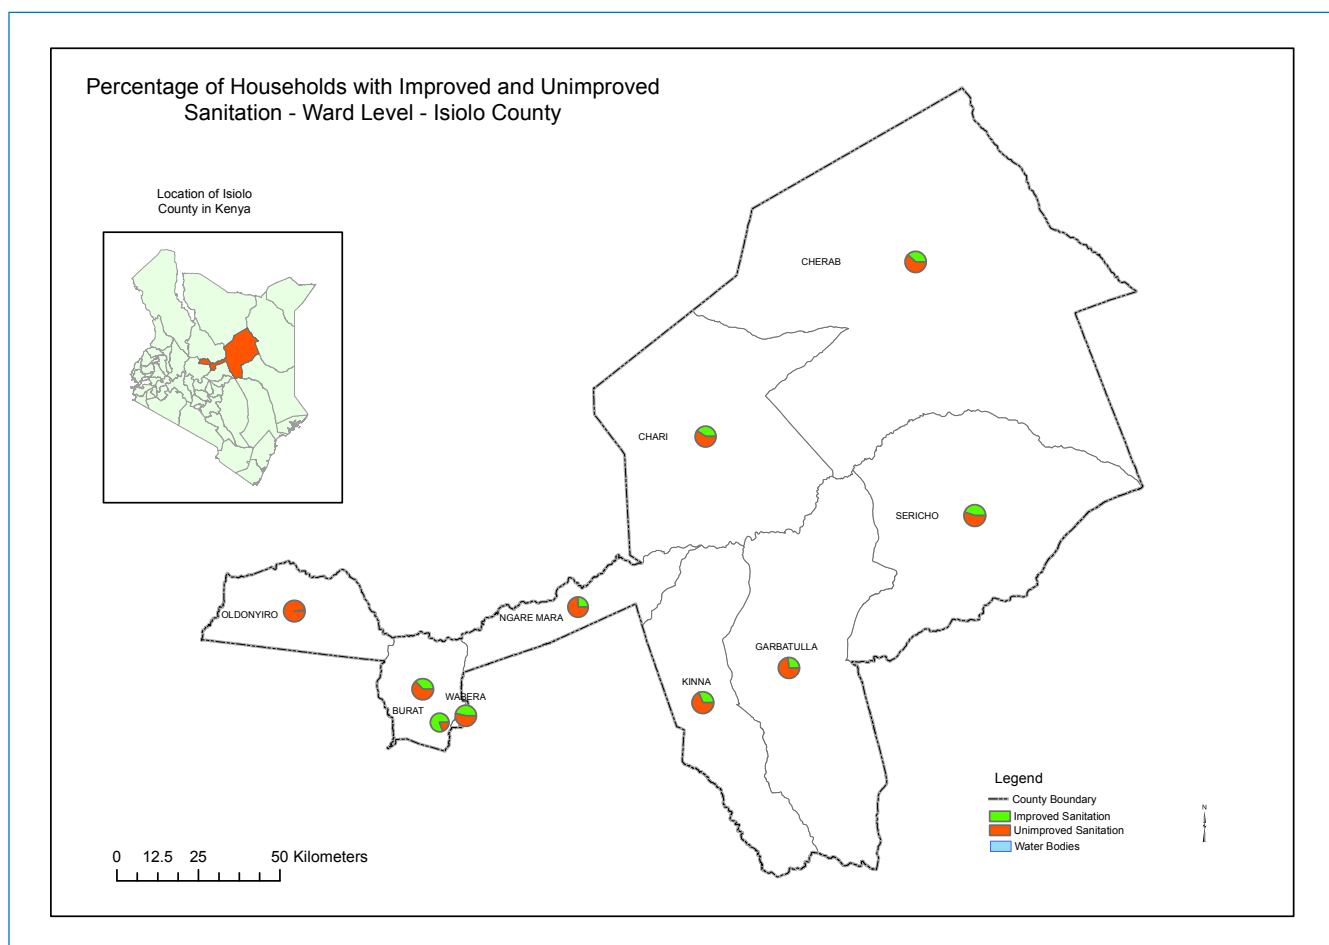 Percentage of Households with Improved and Unimproved
Sanitation - Ward Level - Isiolo County
Location of Isiolo
County in Kenya
CHERAB
CHARI
SERICHO
OLDONYIRO
NGARE MARA
GARBATULLA
KINNA
WABERA
BURAT
Legend
County Boundary
Improved Sanitation
Unimproved Sanitation
Water Bodies
N
0 12.5 25 50 Kilometers